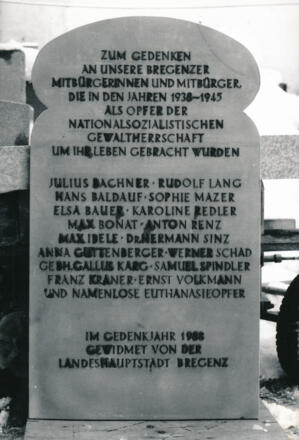 ZUM GEDENKEN
AN UNSERE BREGENZER
MITBÜRGERINNEN UND MITBÜRGER,
DIE IN DEN JAHREN 1938-1945
ALS OPFER DER
NATIONALSOZIALISTISCHEN
GEWALTHERRSCHAFT
UM IHR LEBEN GEBRACHT WURDEN
JULIUS BACHNER · RUDOLF LANG
HANS BALDAUF · SOPHIE MAZER
ELSA BAUER · KAROLINE REDLER
MAX BONAT · ANTON RENZ
MAX IBELE · DR.HERMANN SINZ
ANNA GUTTENBERGER · WERNER SCHAD
GEBH.GALLUS KARG · SAMUEL SPINDLER
FRANZ KRANER · ERNST VOLKMANN
UND NAMENLOSE EUTHANASIEOPFER
IM GEDENKJAHR 1988
GEWIDMET VON DER
LANDESHAUPTSTADT BREGENZ